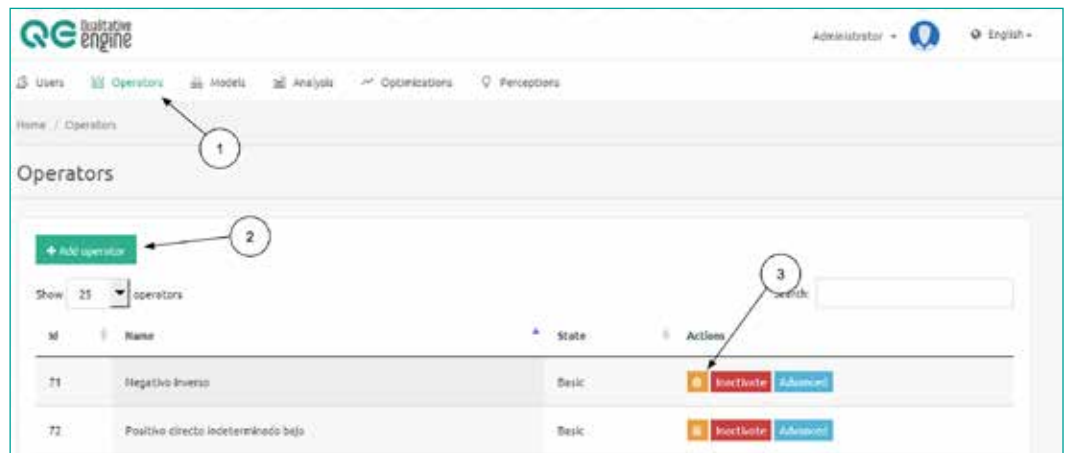 QE Qualitative engine
Administrator
English
Users Operators Models Analysis Optimizations Perceptions
Home / Operators
1
Operators
2
+ Add operator
3
Show 25 operators
Search:
Id Name State Actions
71 Negativo Inverso Basic Inactivate Advanced
72 Positivo directo indeterminado bajo Basic Inactivate Advanced